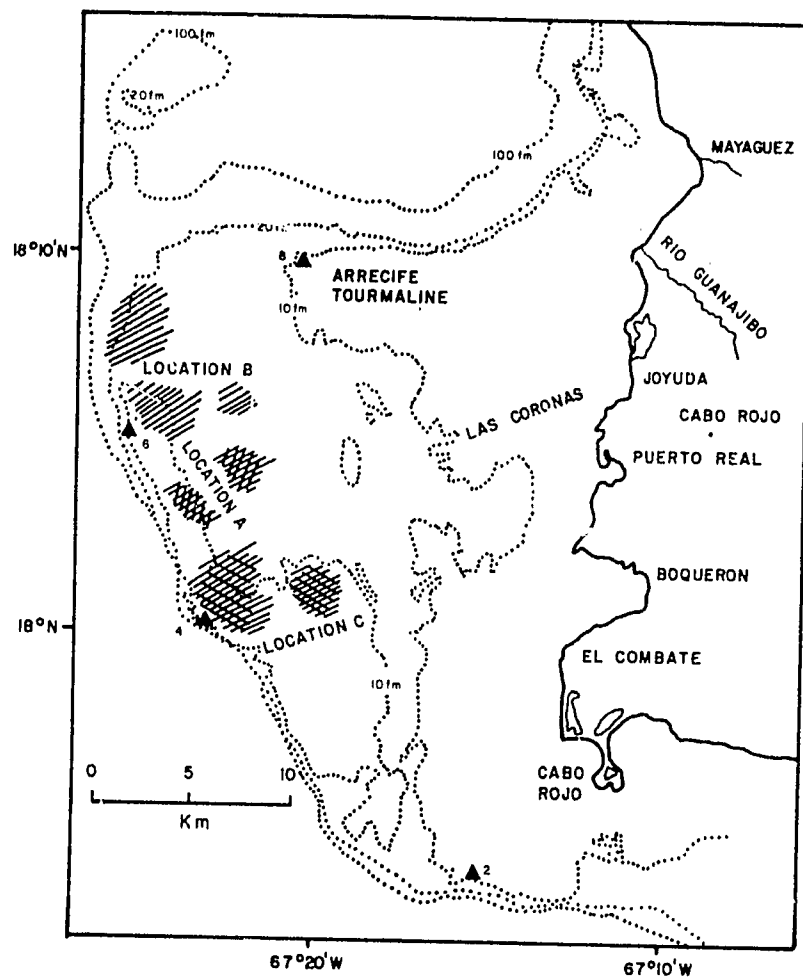 100 fm
20 fm
MAYAGUEZ
100 fm
20
18°10'N
8
ARRECIFE
TOURMALINE
RIO GUANAJIBO
10 fm
LOCATION B
JOYUDA
LAS CORONAS
CABO ROJO
6
PUERTO REAL
LOCATION A
BOQUERON
18°N
4
LOCATION C
EL COMBATE
10 fm
0 5 10
CABO
ROJO
Km
2
67°20'W
67°10'W